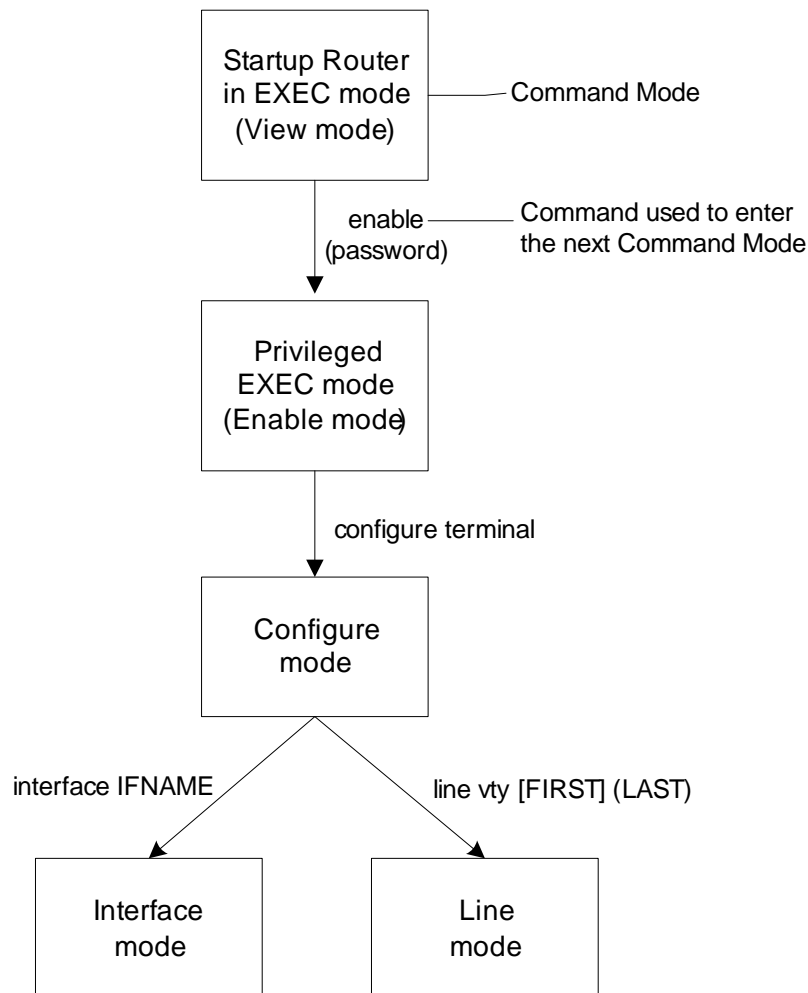 Startup Router
in EXEC mode
(View mode)
Command Mode
enable
(password)
Command used to enter
the next Command Mode
Privileged
EXEC mode
(Enable mode)
configure terminal
Configure
mode
interface IFNAME
line vty [FIRST] (LAST)
Interface
mode
Line
mode